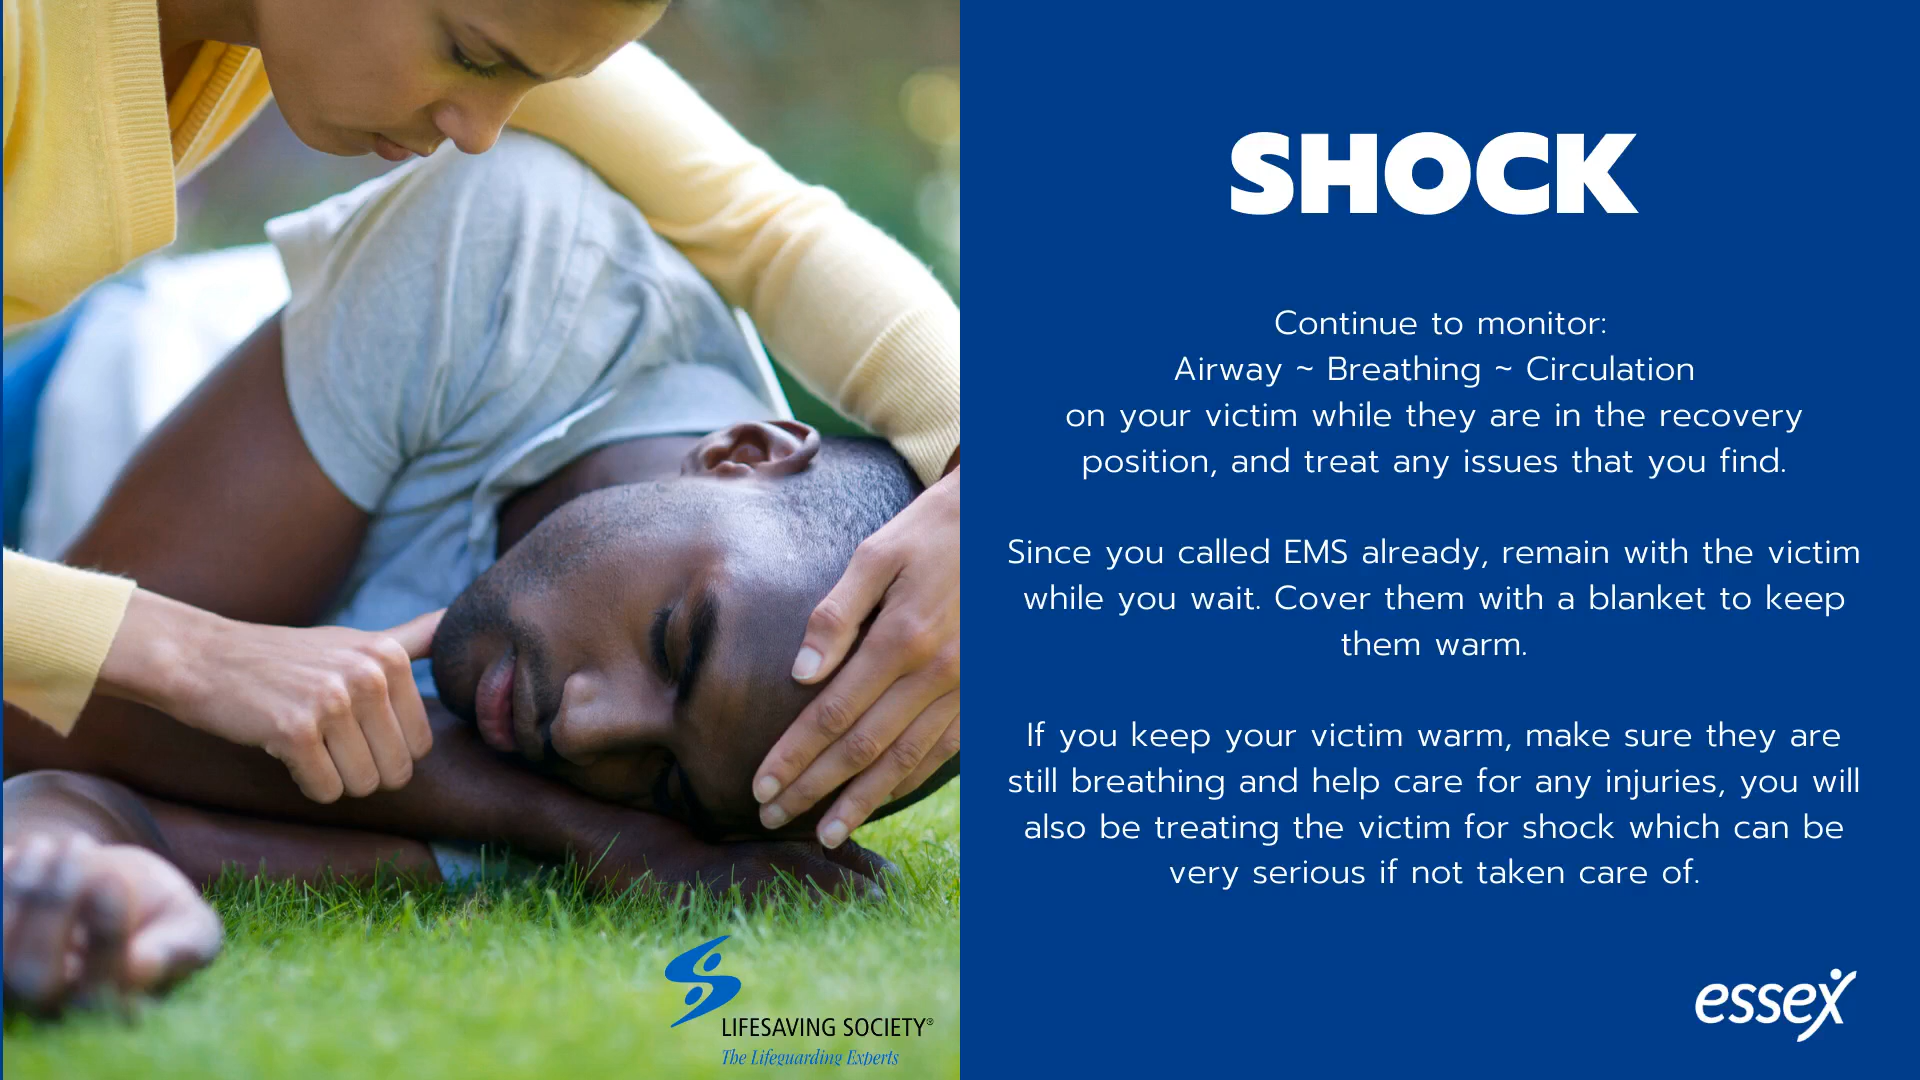 SHOCK
Continue to monitor:
Airway ~ Breathing ~ Circulation
on your victim while they are in the recovery
position, and treat any issues that you find.
Since you called EMS already, remain with the victim
while you wait. Cover them with a blanket to keep
them warm.
If you keep your victim warm, make sure they are
still breathing and help care for any injuries, you will
also be treating the victim for shock which can be
very serious if not taken care of.
LIFESAVING SOCIETY®
The Lifeguarding Experts
essex